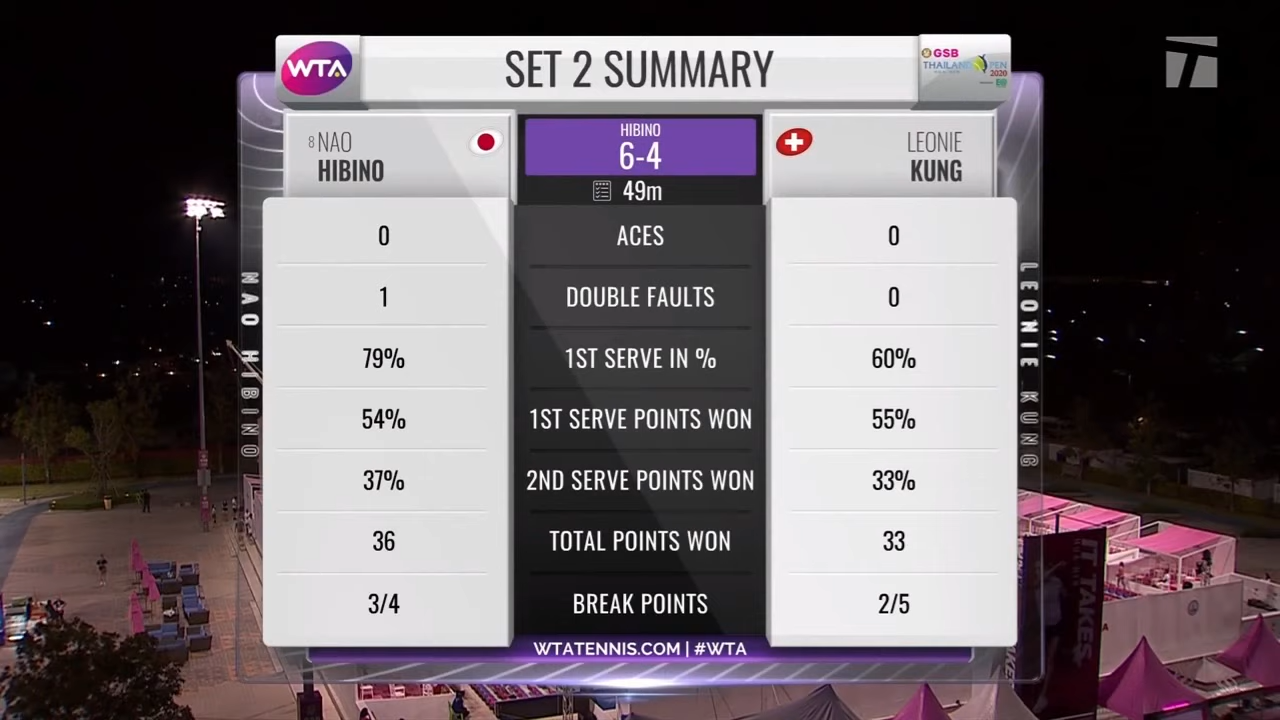 WTA
SET 2 SUMMARY
GSB
THAILAND OPEN
2020
T
8 NAO
HIBINO
HIBINO
6-4
49m
LEONIE
KUNG
0 ACES 0
1 DOUBLE FAULTS 0
79% 1ST SERVE IN % 60%
54% 1ST SERVE POINTS WON 55%
37% 2ND SERVE POINTS WON 33%
36 TOTAL POINTS WON 33
3/4 BREAK POINTS 2/5
WTATENNIS.COM | #WTA
NAO HIBINO
LEONIE KUNG
IT TAKES